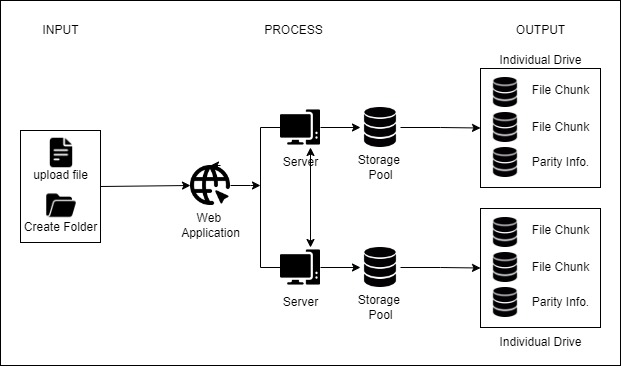 INPUT
PROCESS
OUTPUT
Individual Drive
File Chunk
File Chunk
Parity Info.
upload file
Create Folder
Web
Application
Server
Storage
Pool
Server
Storage
Pool
File Chunk
File Chunk
Parity Info.
Individual Drive